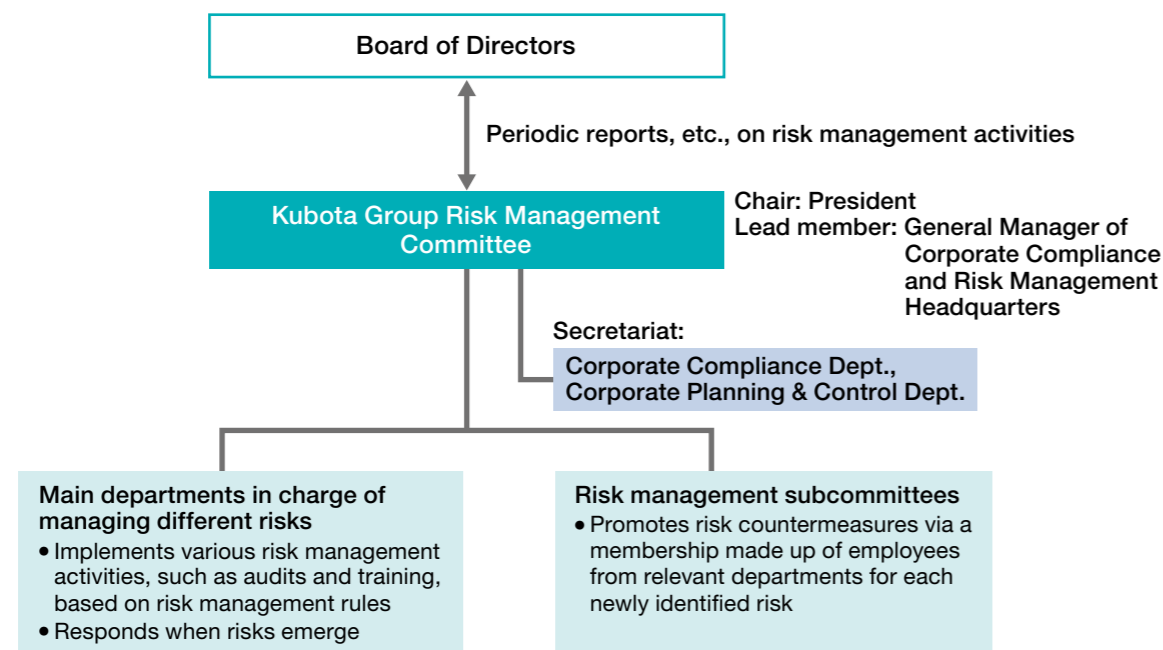 Board of Directors
Periodic reports, etc., on risk management activities
Kubota Group Risk Management
Committee
Chair: President
Lead member: General Manager of
Corporate Compliance
and Risk Management
Headquarters
Secretariat:
Corporate Compliance Dept.,
Corporate Planning & Control Dept.
Main departments in charge of
managing different risks
• Implements various risk management
activities, such as audits and training,
based on risk management rules
• Responds when risks emerge
Risk management subcommittees
• Promotes risk countermeasures via a
membership made up of employees
from relevant departments for each
newly identified risk